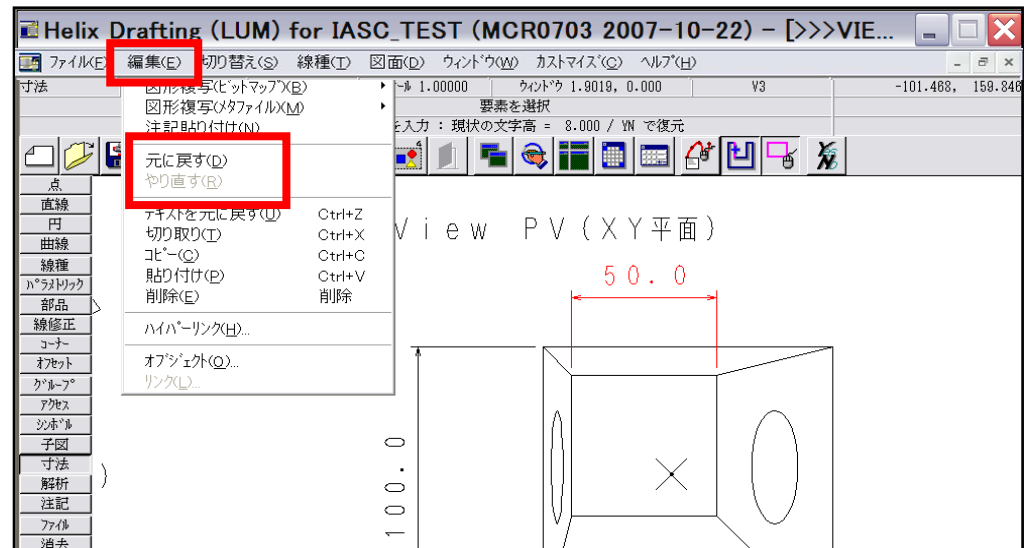 Helix Drafting (LUM) for IASC_TEST (MCR0703 2007-10-22) - [>>>VIE...
ファイル(F) 編集(E) 切り替え(S) 線種(T) 図面(D) ウィンドウ(W) カスタマイズ(C) ヘルプ(H)
寸法 ール 1.00000 ウィンドウ 1.9019, 0.000 V3 -101.468, 159.846
要素を選択
を入力 : 現状の文字高 = 8.000 / YN で復元
図形複写(ビットマップ)(B)
図形複写(メタファイル)(M)
注記貼り付け(N)
元に戻す(D)
やり直す(R)
テキストを元に戻す(U) Ctrl+Z
切り取り(T) Ctrl+X
コピー(C) Ctrl+C
貼り付け(P) Ctrl+V
削除(E) 削除
ハイパーリンク(H)...
オブジェクト(O)...
リンク(L)...
点
直線
円
曲線
線種
パラメトリック
部品
線修正
コーナー
オフセット
グループ
アクセス
シンボル
子図
寸法
解析
注記
ファイル
消去
View PV(XY平面)
50.0
100.0